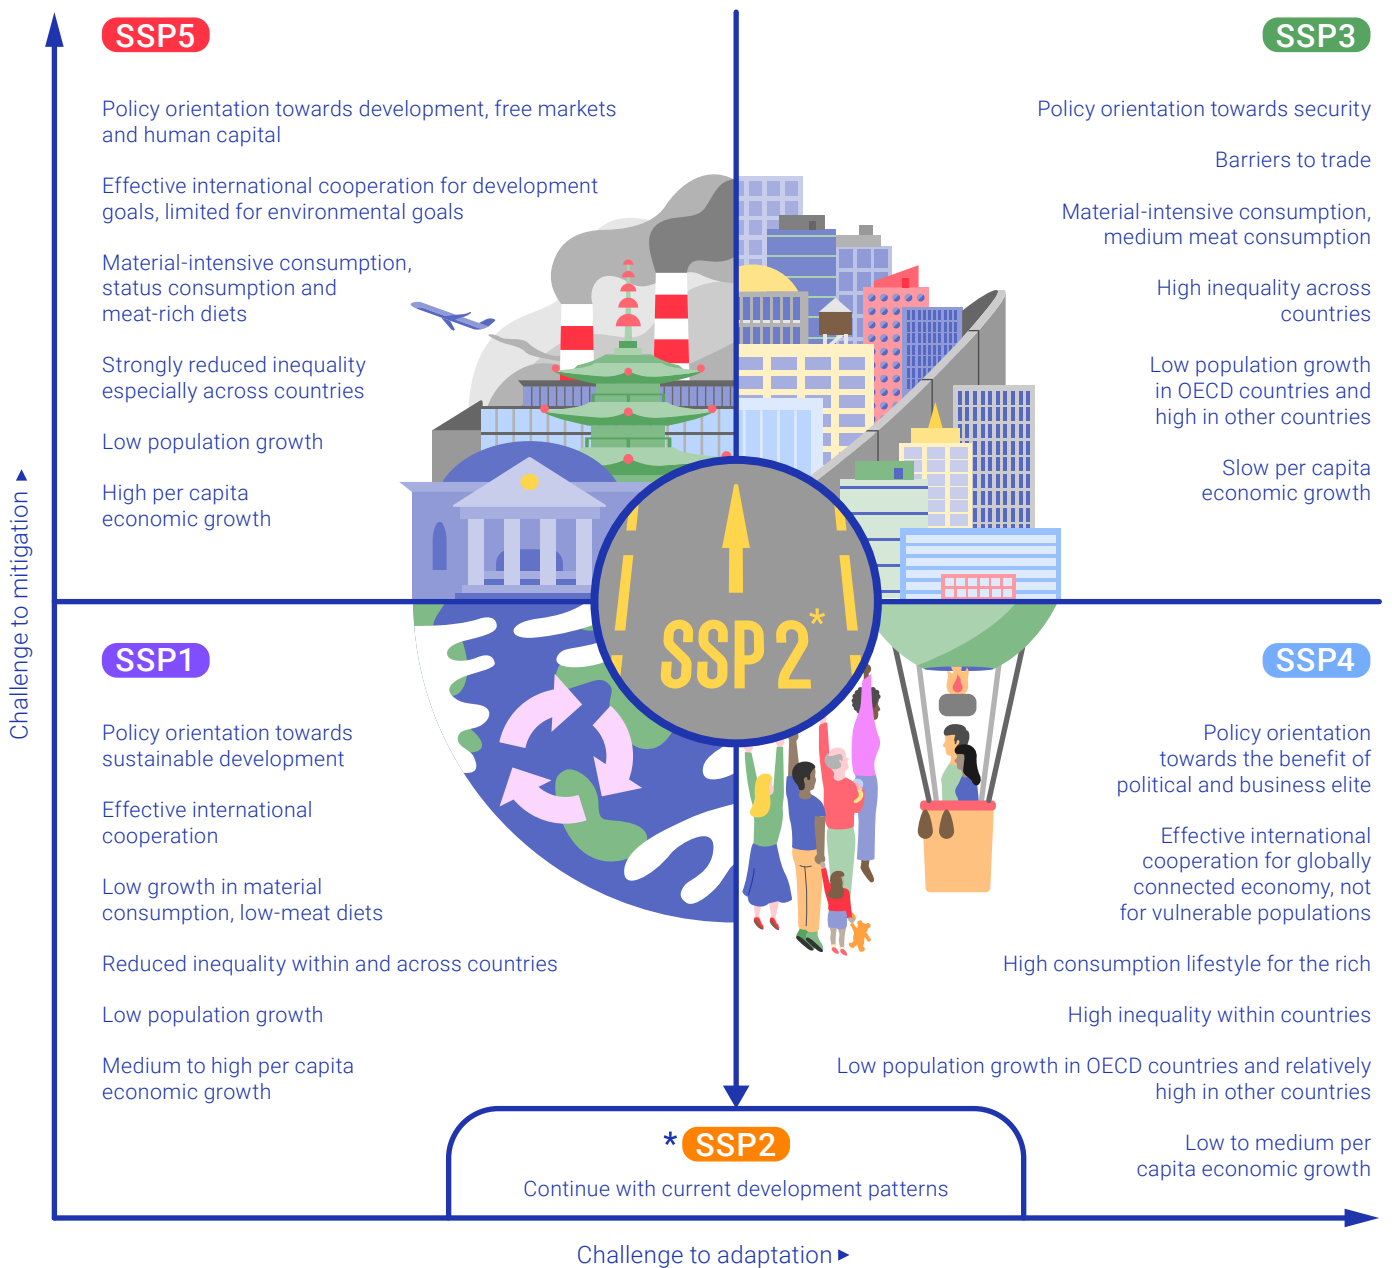 SSP5
Policy orientation towards development, free markets
and human capital
Effective international cooperation for development
goals, limited for environmental goals
Material-intensive consumption,
status consumption and
meat-rich diets
Strongly reduced inequality
especially across countries
Low population growth
High per capita
economic growth
SSP3
Policy orientation towards security
Barriers to trade
Material-intensive consumption,
medium meat consumption
High inequality across
countries
Low population growth
in OECD countries and
high in other countries
Slow per capita
economic growth
Challenge to mitigation ▶
SSP 2*
SSP1
Policy orientation towards
sustainable development
Effective international
cooperation
Low growth in material
consumption, low-meat diets
Reduced inequality within and across countries
Low population growth
Medium to high per capita
economic growth
SSP4
Policy orientation
towards the benefit of
political and business elite
Effective international
cooperation for globally
connected economy, not
for vulnerable populations
High consumption lifestyle for the rich
High inequality within countries
Low population growth in OECD countries and relatively
high in other countries
Low to medium per
capita economic growth
* SSP2
Continue with current development patterns
Challenge to adaptation ▶